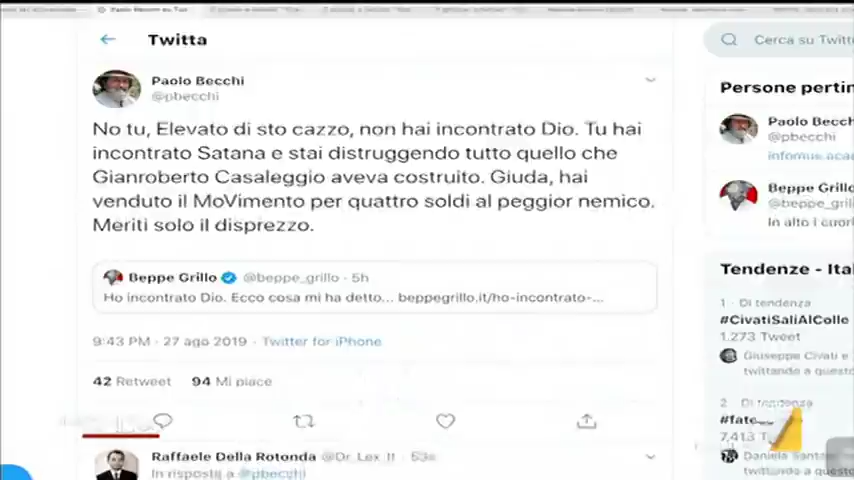 Twitta
Cerca su Twitt
Paolo Becchi
@pbecchi
No tu, Elevato di sto cazzo, non hai incontrato Dio. Tu hai
incontrato Satana e stai distruggendo tutto quello che
Gianroberto Casaleggio aveva costruito. Giuda, hai
venduto il MoVimento per quattro soldi al peggior nemico.
Meriti solo il disprezzo.
Beppe Grillo @beppe_grillo · 5h
Ho incontrato Dio. Ecco cosa mi ha detto... beppegrillo.it/ho-incontrato-...
9:43 PM · 27 ago 2019 · Twitter for iPhone
42 Retweet 94 Mi piace
Raffaele Della Rotonda @Dr_Lex_It · 53s
In risposta a @pbecchi
Persone pertin
Paolo Becch
@pbecchi
Beppe Grillo
@beppe_gril
In alto i cuori
Tendenze - Ital
1 · Di tendenza
#CivatiSaliAlColle
1.273 Tweet
Giuseppe Civati e
twittando a questo
2 · Di tendenza
#fate
7.413 T
Daniela Santa
twittando a questo